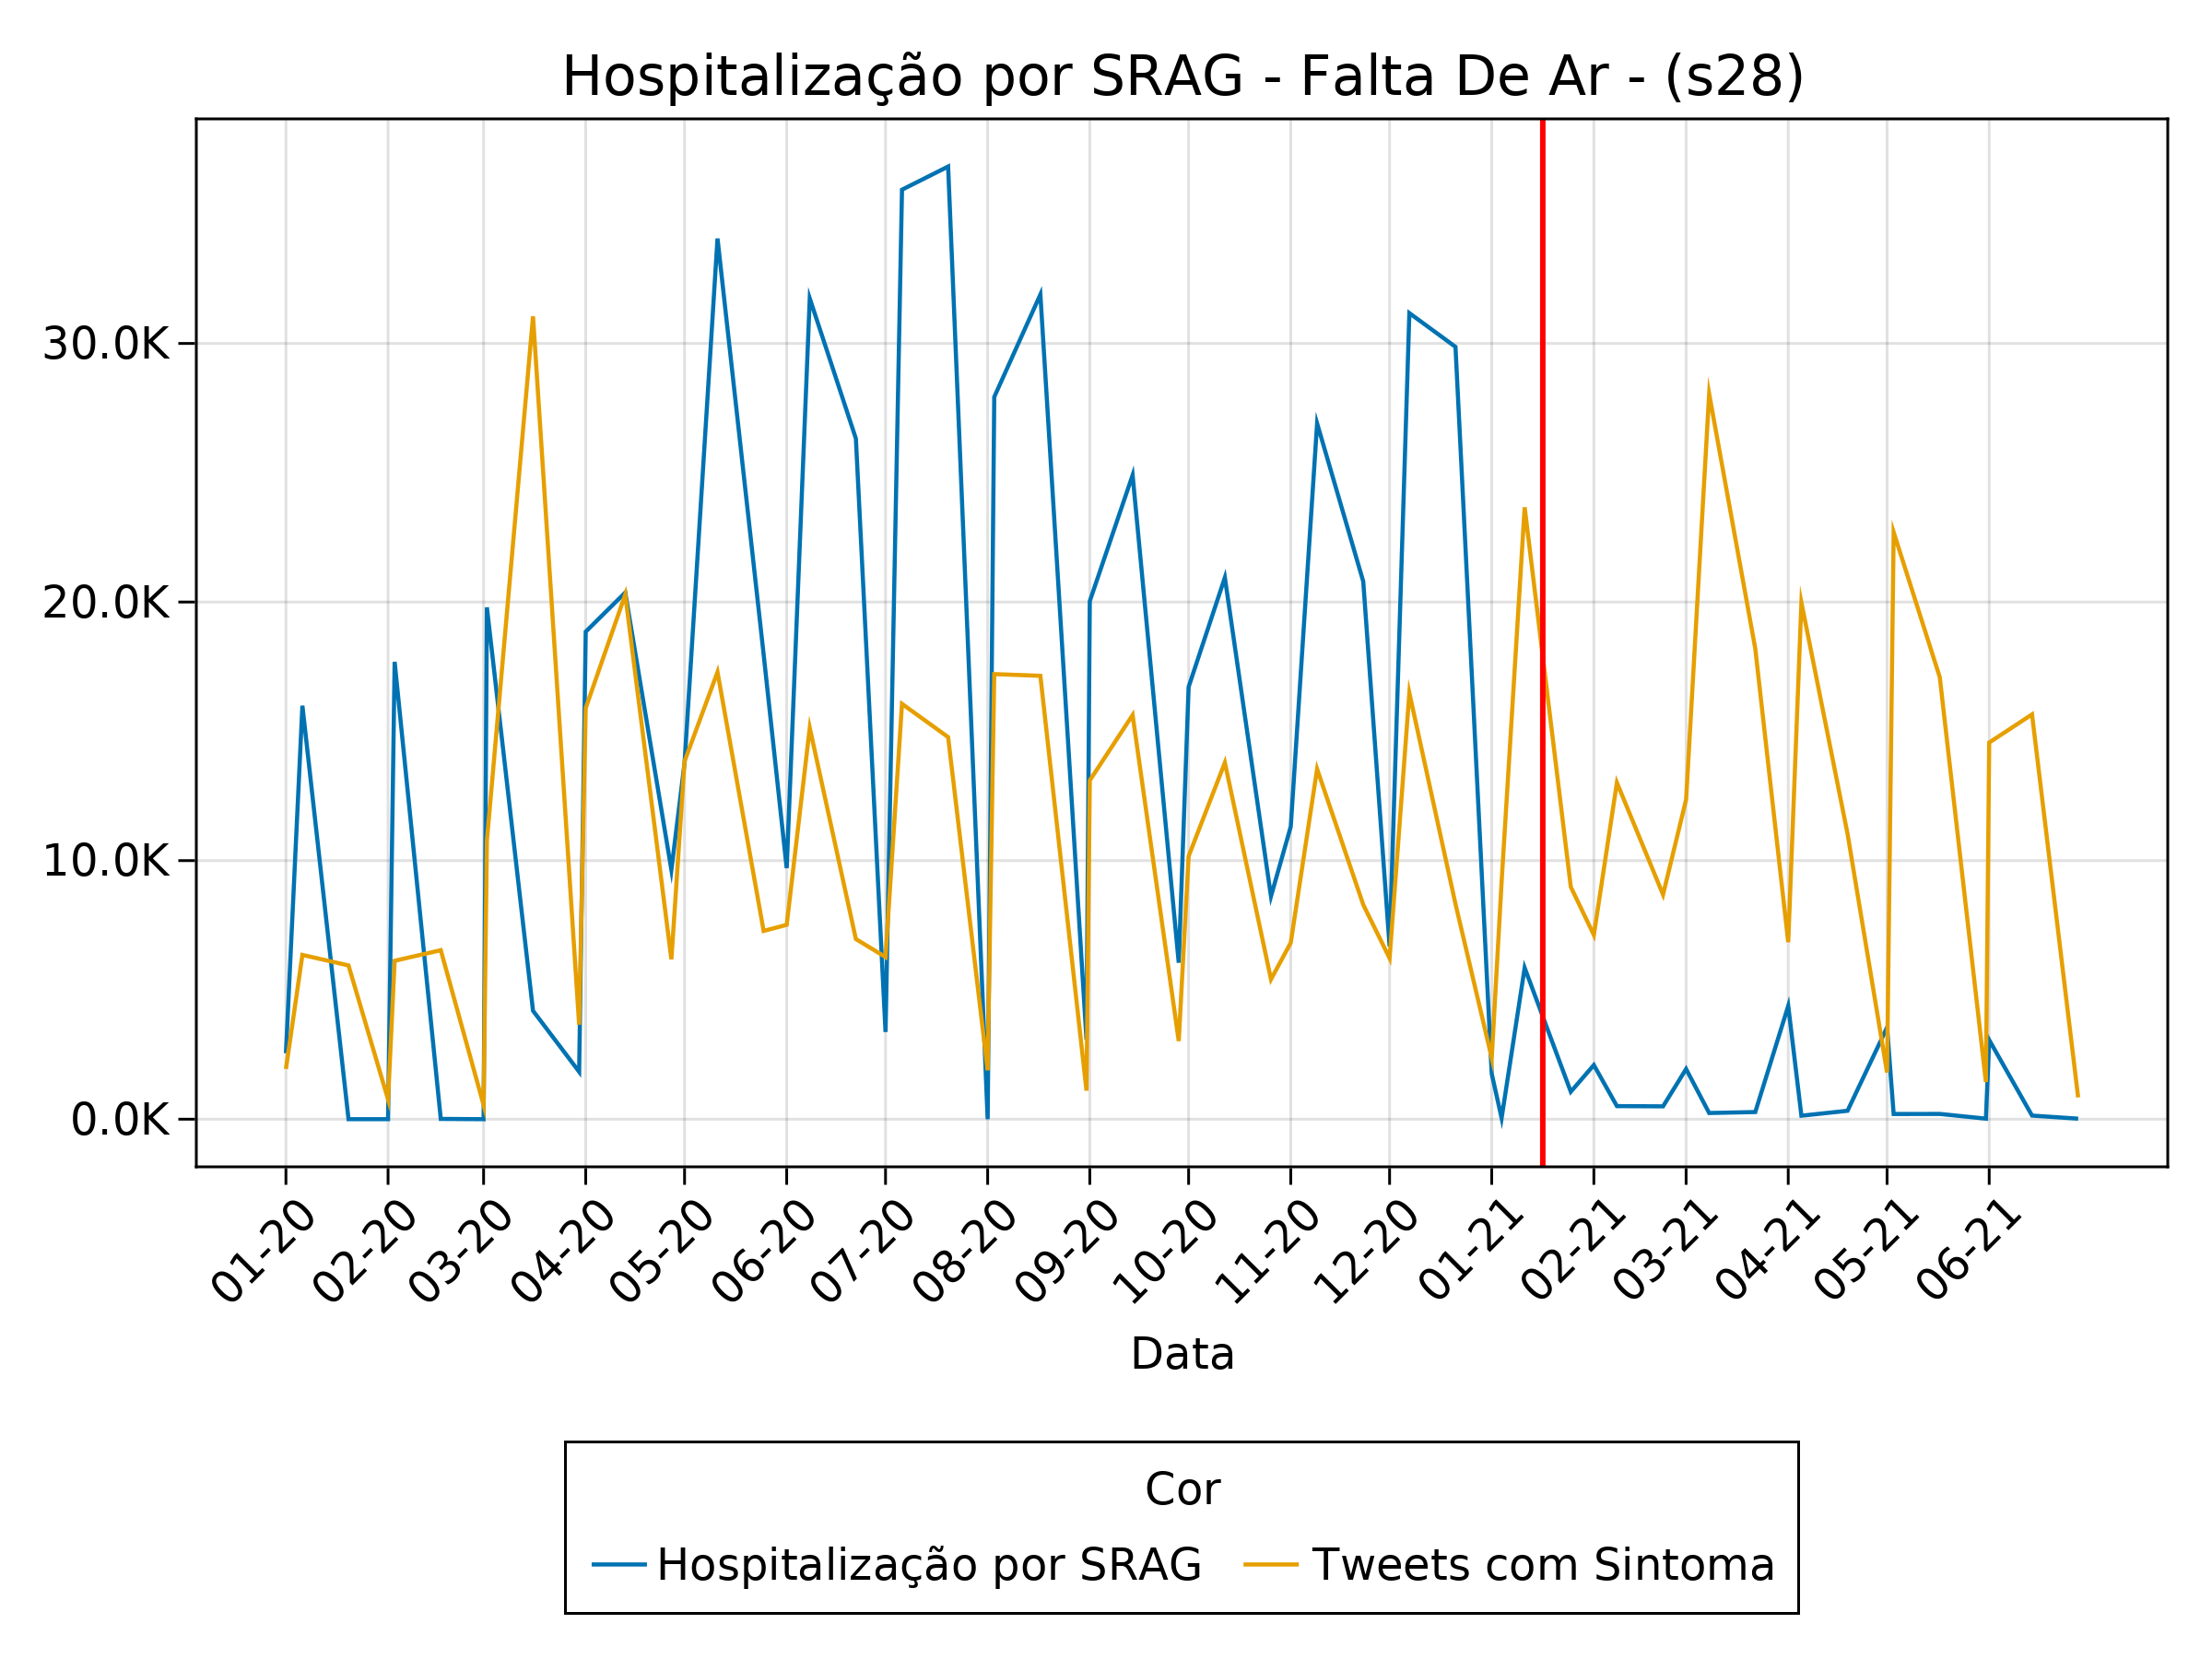 Hospitalização por SRAG - Falta De Ar - (s28)
30.0K
20.0K
10.0K
0.0K
01-20
02-20
03-20
04-20
05-20
06-20
07-20
08-20
09-20
10-20
11-20
12-20
01-21
02-21
03-21
04-21
05-21
06-21
Data
Cor
Hospitalização por SRAG
Tweets com Sintoma